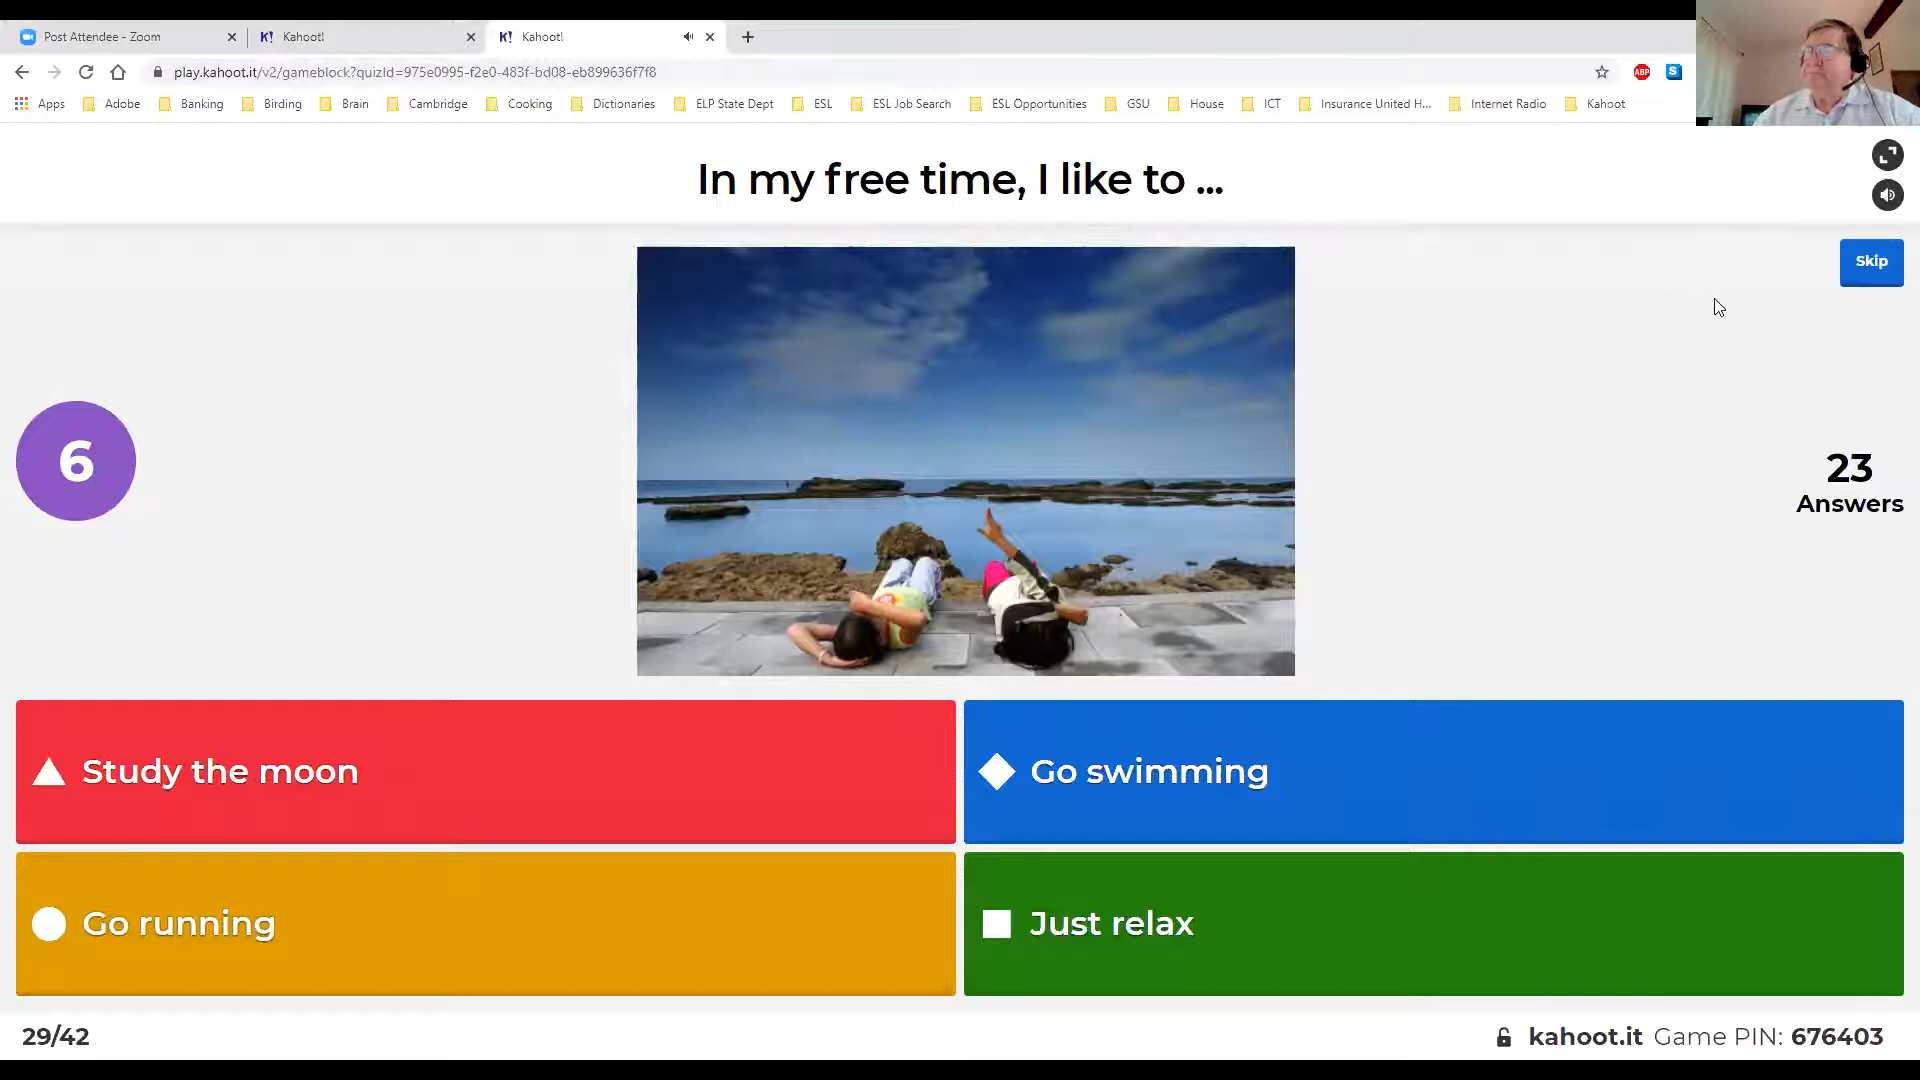 Post Attendee - Zoom
K! Kahoot!
K! Kahoot!
play.kahoot.it/v2/gameblock?quizId=975e0995-f2e0-483f-bd08-eb899636f7f8
ABP
S
Apps Adobe Banking Birding Brain Cambridge Cooking Dictionaries ELP State Dept ESL ESL Job Search ESL Opportunities GSU House ICT Insurance United H... Internet Radio Kahoot
In my free time, I like to ...
Skip
6
23
Answers
Study the moon
Go swimming
Go running
Just relax
29/42
kahoot.it Game PIN: 676403